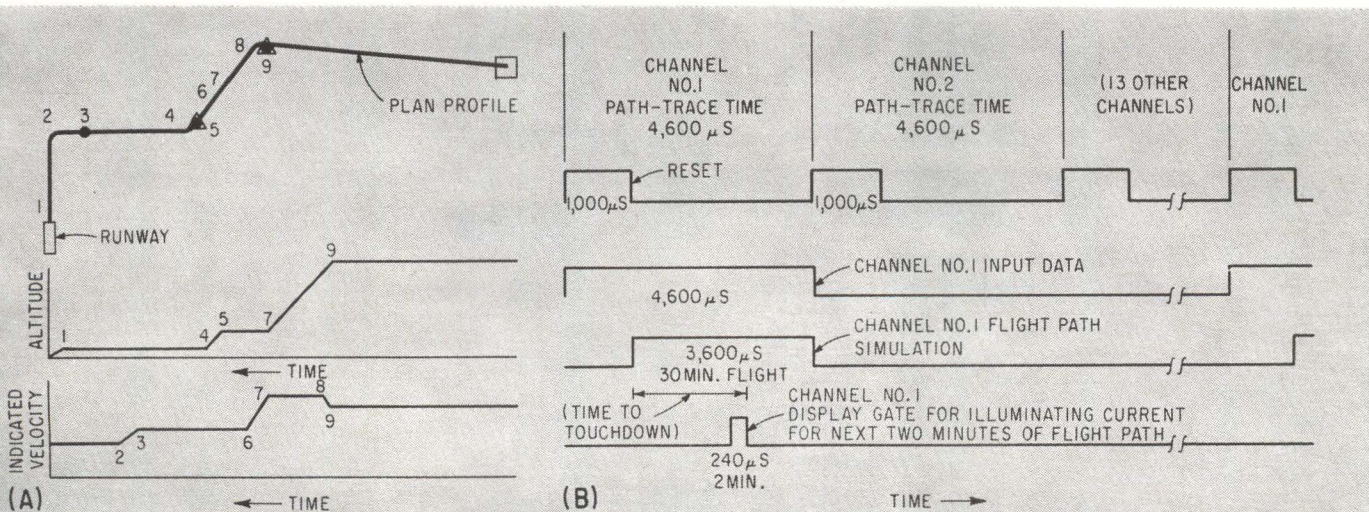 8
7
9
6
2
3
4
5
PLAN PROFILE
1
RUNWAY
ALTITUDE
1
4
5
7
9
TIME
INDICATED
VELOCITY
2
3
6
7
8
9
(A)
TIME
CHANNEL
NO.1
PATH-TRACE TIME
4,600 μS
CHANNEL
NO.2
PATH-TRACE TIME
4,600 μS
(13 OTHER
CHANNELS)
CHANNEL
NO.1
RESET
1,000μS
1,000μS
CHANNEL NO.1 INPUT DATA
4,600μS
CHANNEL NO.1 FLIGHT PATH
SIMULATION
3,600μS
30 MIN. FLIGHT
(TIME TO
TOUCHDOWN)
CHANNEL NO.1
DISPLAY GATE FOR ILLUMINATING CURRENT
FOR NEXT TWO MINUTES OF FLIGHT PATH
240μS
2MIN.
(B)
TIME